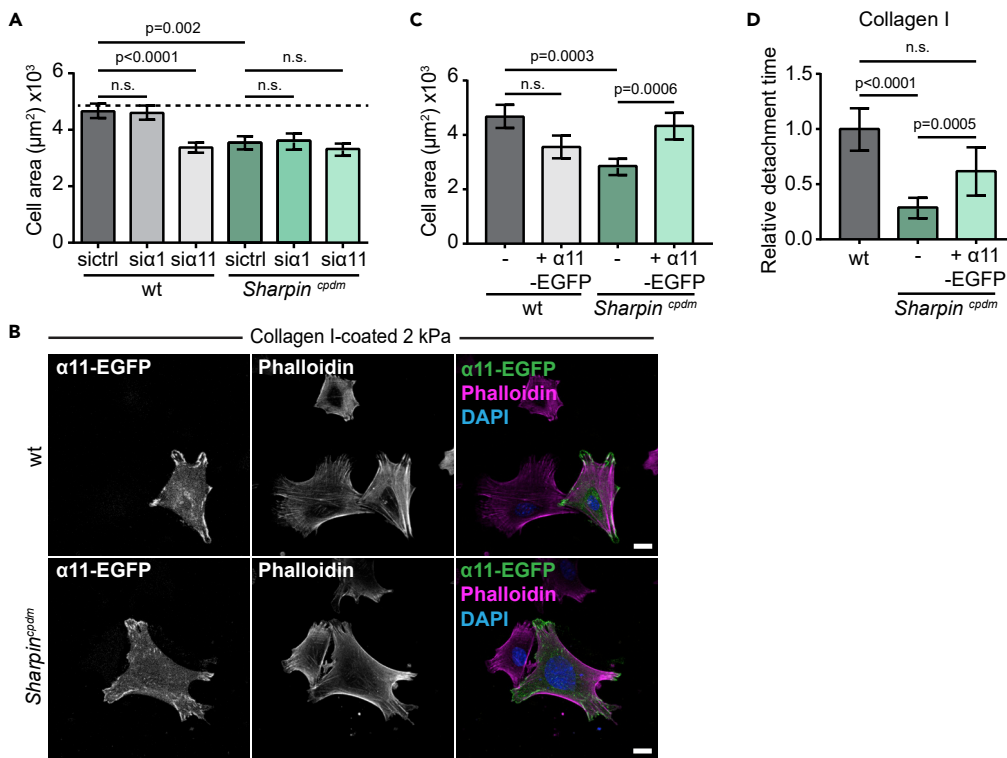 A
p=0.002
p<0.0001
n.s.
n.s.
n.s.
Cell area (µm²) x10³
6
4
2
0
sictrl siα1 siα11 sictrl siα1 siα11
wt Sharpin cpdm
C
p=0.0003
n.s.
p=0.0006
Cell area (µm²) x10³
6
4
2
0
- + α11 - + α11
-EGFP -EGFP
wt Sharpin cpdm
D
Collagen I
n.s.
p<0.0001
p=0.0005
Relative detachment time
1.5
1.0
0.5
0.0
wt - + α11
-EGFP
Sharpin cpdm
B
Collagen I-coated 2 kPa
wt
α11-EGFP
Phalloidin
α11-EGFP
Phalloidin
DAPI
Sharpincpdm
α11-EGFP
Phalloidin
α11-EGFP
Phalloidin
DAPI